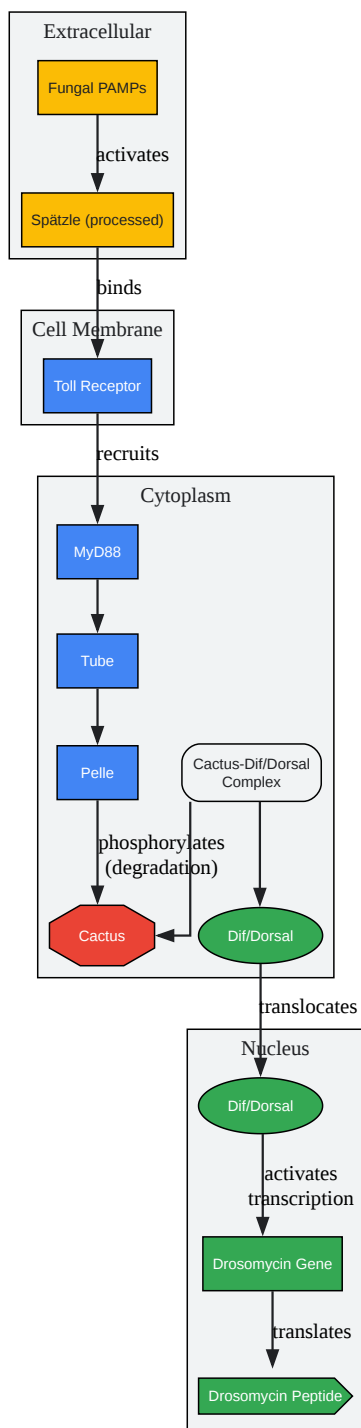 Extracellular
Fungal PAMPs
activates
Spätzle (processed)
binds
Cell Membrane
Toll Receptor
recruits
Cytoplasm
MyD88
Tube
Pelle
Cactus-Dif/Dorsal
Complex
phosphorylates
(degradation)
Cactus
Dif/Dorsal
translocates
Nucleus
Dif/Dorsal
activates
transcription
Drosomycin Gene
translates
Drosomycin Peptide